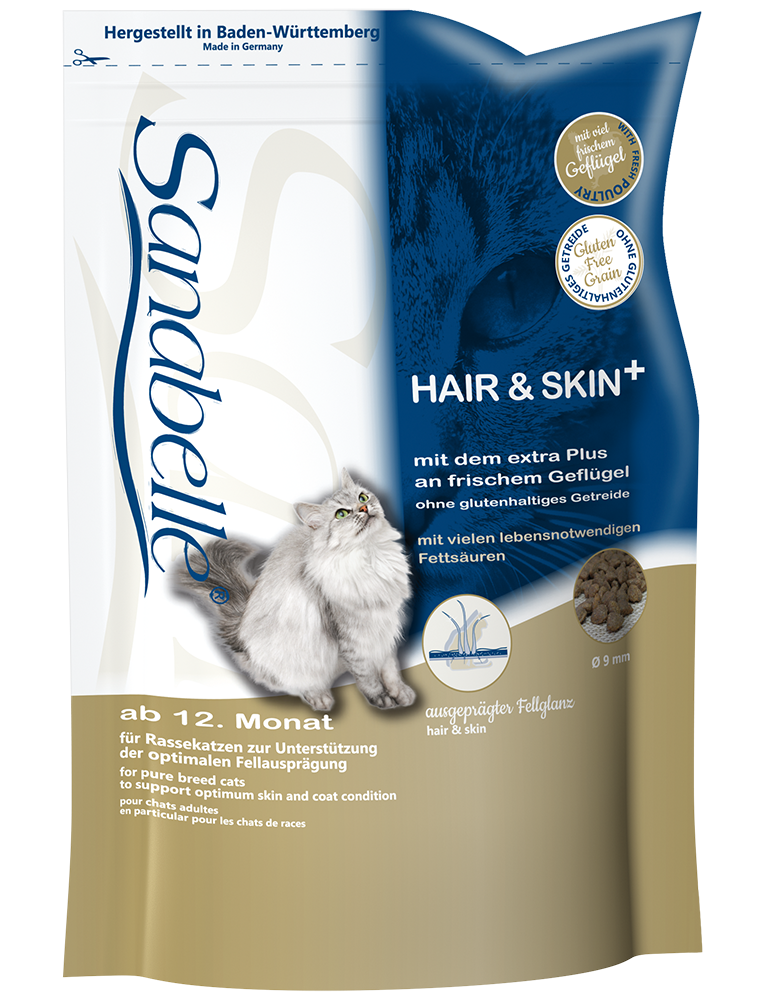 Hergestellt in Baden-Württemberg
Made in Germany
Sanabelle®
mit viel
frischem
Geflügel
WITH FRESH POULTRY
OHNE GLUTENHALTIGES GETREIDE
Gluten
Free
Grain
HAIR & SKIN+
mit dem extra Plus
an frischem Geflügel
ohne glutenhaltiges Getreide
mit vielen lebensnotwendigen
Fettsäuren
Ø 9 mm
ausgeprägter Fellglanz
hair & skin
ab 12. Monat
für Rassekatzen zur Unterstützung
der optimalen Fellausprägung
for pure breed cats
to support optimum skin and coat condition
pour chats adultes
en particular pour les chats de races